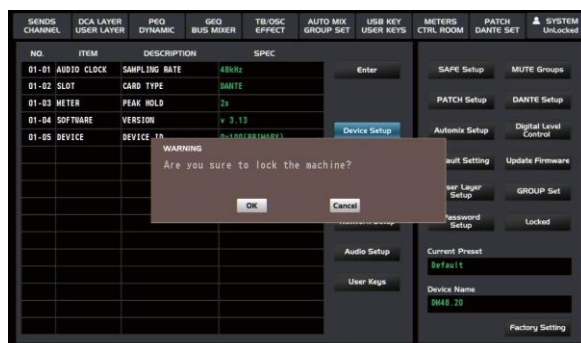 SENDS CHANNEL
DCA LAYER USER LAYER
PEQ DYNAMIC
GEQ BUS MIXER
TB/OSC EFFECT
AUTO MIX GROUP SET
USB KEY USER KEYS
METERS CTRL ROOM
PATCH DANTE SET
SYSTEM UnLocked
NO. ITEM DESCRIPTION SPEC
01-01 AUDIO CLOCK SAMPLING RATE 48kHz
01-02 SLOT CARD TYPE DANTE
01-03 METER PEAK HOLD 2s
01-04 SOFTWARE VERSION v 3.13
01-05 DEVICE DEVICE ID 0=100(PRIMARY)
Enter
Device Setup
WARNING
Are you sure to lock the machine?
OK
Cancel
Audio Setup
User Keys
SAFE Setup
MUTE Groups
PATCH Setup
DANTE Setup
Automix Setup
Digital Level Control
ault Setting
Update Firmware
ser Layer Setup
GROUP Set
Password Setup
Locked
Current Preset
Default
Device Name
DM48.20
Factory Setting